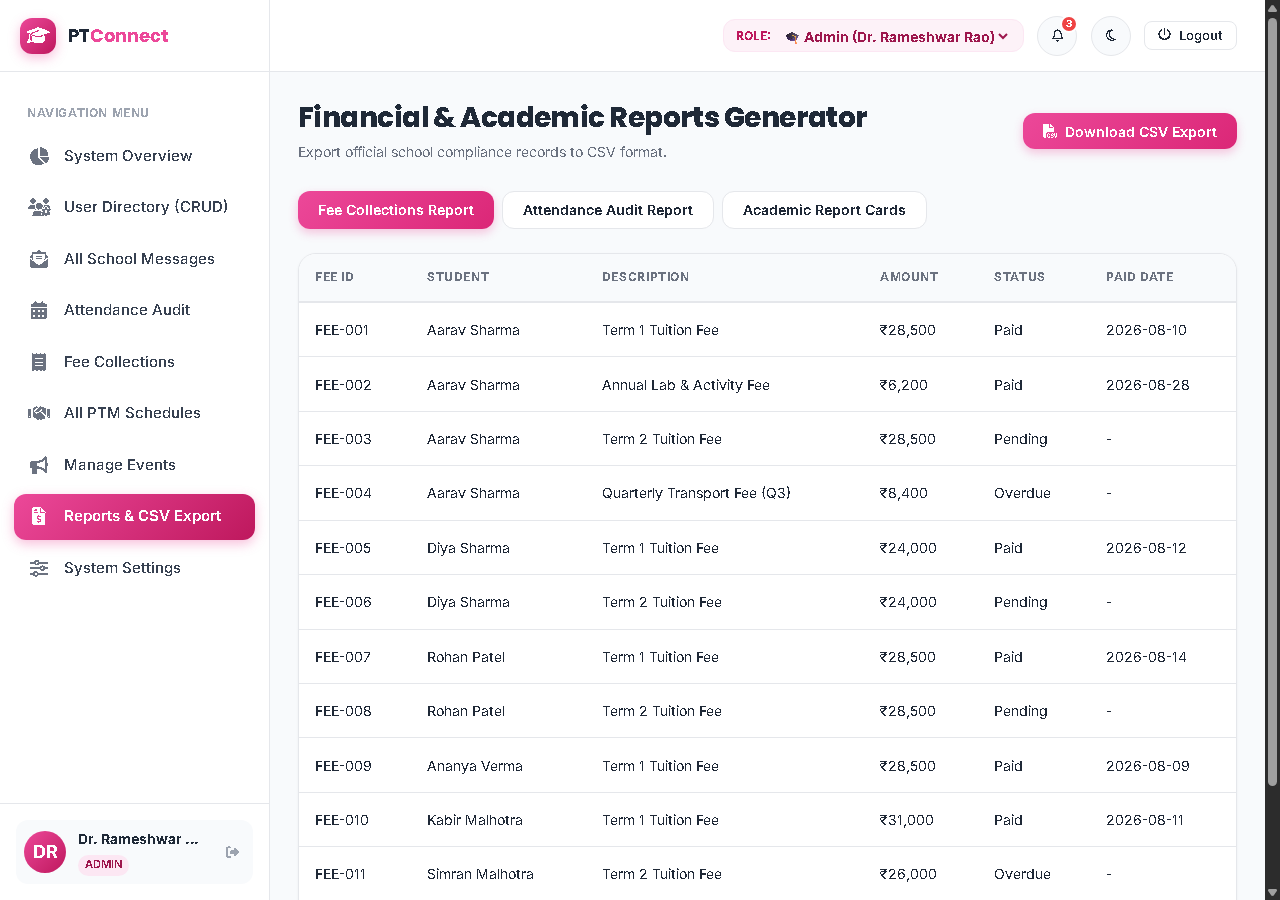 PTConnect
ROLE: Admin (Dr. Rameshwar Rao)
3
Logout
NAVIGATION MENU
System Overview
User Directory (CRUD)
All School Messages
Attendance Audit
Fee Collections
All PTM Schedules
Manage Events
Reports & CSV Export
System Settings
DR
Dr. Rameshwar ...
ADMIN
Financial & Academic Reports Generator
Export official school compliance records to CSV format.
Download CSV Export
Fee Collections Report Attendance Audit Report Academic Report Cards
FEE ID STUDENT DESCRIPTION AMOUNT STATUS PAID DATE
FEE-001 Aarav Sharma Term 1 Tuition Fee ₹28,500 Paid 2026-08-10
FEE-002 Aarav Sharma Annual Lab & Activity Fee ₹6,200 Paid 2026-08-28
FEE-003 Aarav Sharma Term 2 Tuition Fee ₹28,500 Pending -
FEE-004 Aarav Sharma Quarterly Transport Fee (Q3) ₹8,400 Overdue -
FEE-005 Diya Sharma Term 1 Tuition Fee ₹24,000 Paid 2026-08-12
FEE-006 Diya Sharma Term 2 Tuition Fee ₹24,000 Pending -
FEE-007 Rohan Patel Term 1 Tuition Fee ₹28,500 Paid 2026-08-14
FEE-008 Rohan Patel Term 2 Tuition Fee ₹28,500 Pending -
FEE-009 Ananya Verma Term 1 Tuition Fee ₹28,500 Paid 2026-08-09
FEE-010 Kabir Malhotra Term 1 Tuition Fee ₹31,000 Paid 2026-08-11
FEE-011 Simran Malhotra Term 2 Tuition Fee ₹26,000 Overdue -